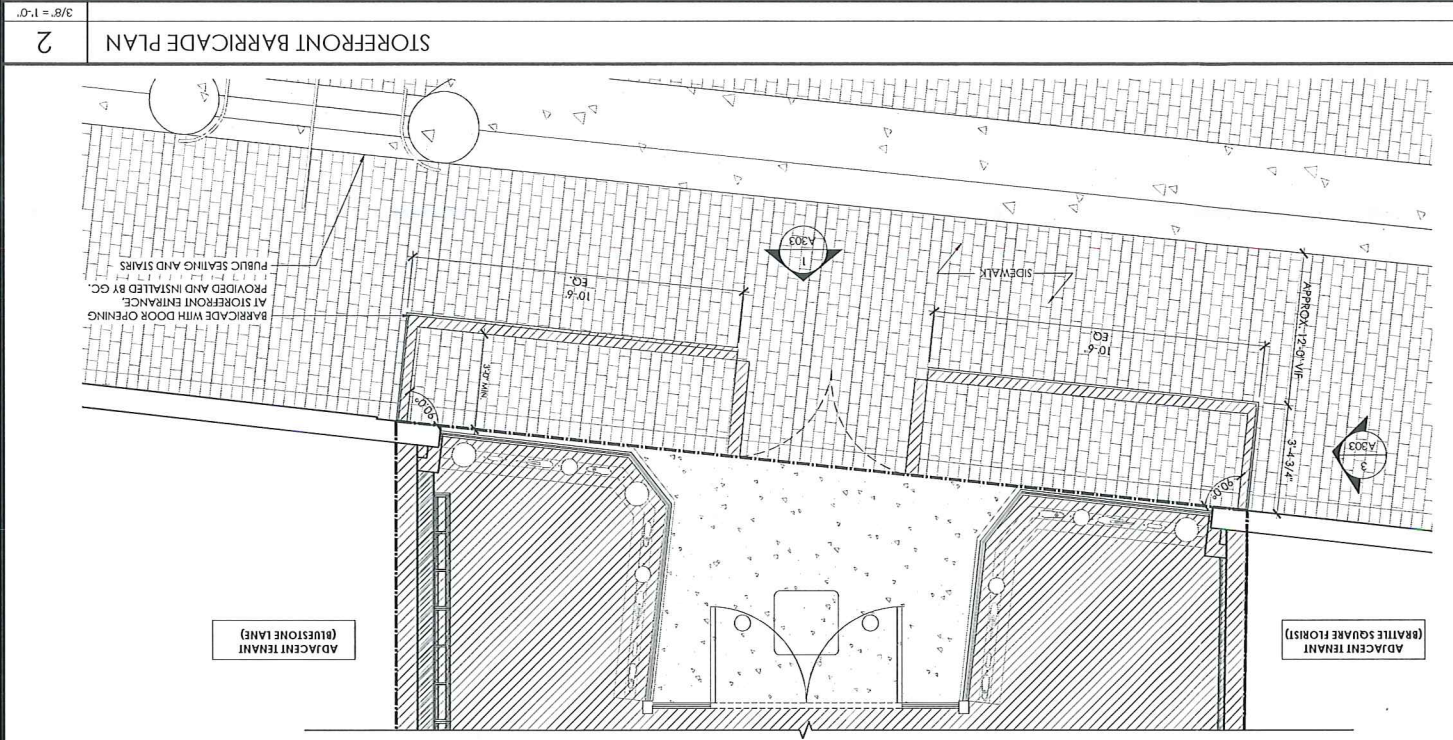 ADJACENT TENANT
(BRATTLE SQUARE FLORIST)
ADJACENT TENANT
(BLUESTONE LANE)
3
A303
90.0°
3'-4 3/4"
APPROX. 12'-0" VIF
10'-6"
EQ.
SIDEWALK
1
A303
90.0°
3'-0" MIN.
10'-6"
EQ.
BARRICADE WITH DOOR OPENING
AT STOREFRONT ENTRANCE.
PROVIDED AND INSTALLED BY GC.
PUBLIC SEATING AND STAIRS
STOREFRONT BARRICADE PLAN
2
3/8" = 1'-0"